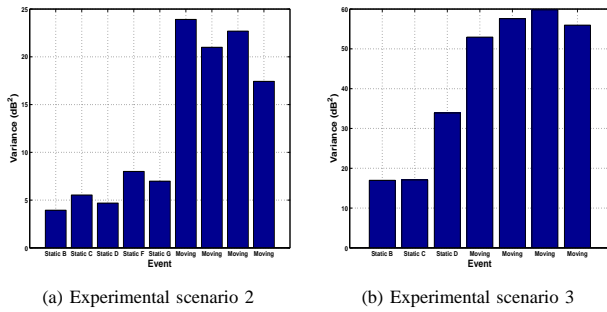 25
20
15
10
5
0
Variance (dB²)
Static B Static C Static D Static F Static G Moving Moving Moving Moving
Event
(a) Experimental scenario 2
60
50
40
30
20
10
0
Variance (dB²)
Static B Static C Static D Moving Moving Moving Moving
Event
(b) Experimental scenario 3